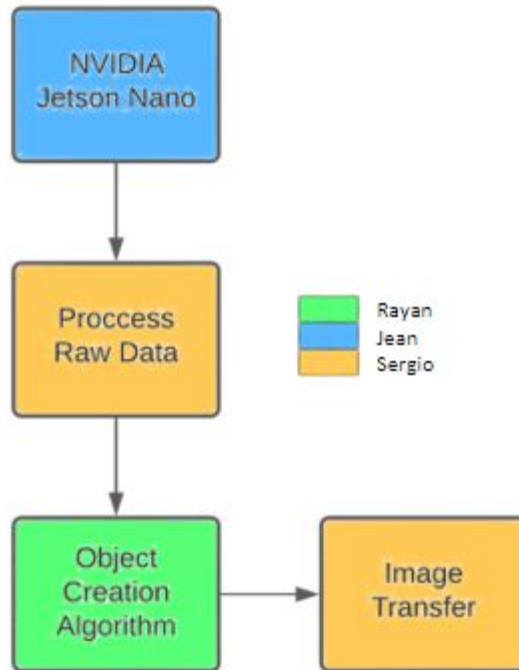 NVIDIA
Jetson Nano
Proccess
Raw Data
Rayan
Jean
Sergio
Object
Creation
Algorithm
Image
Transfer